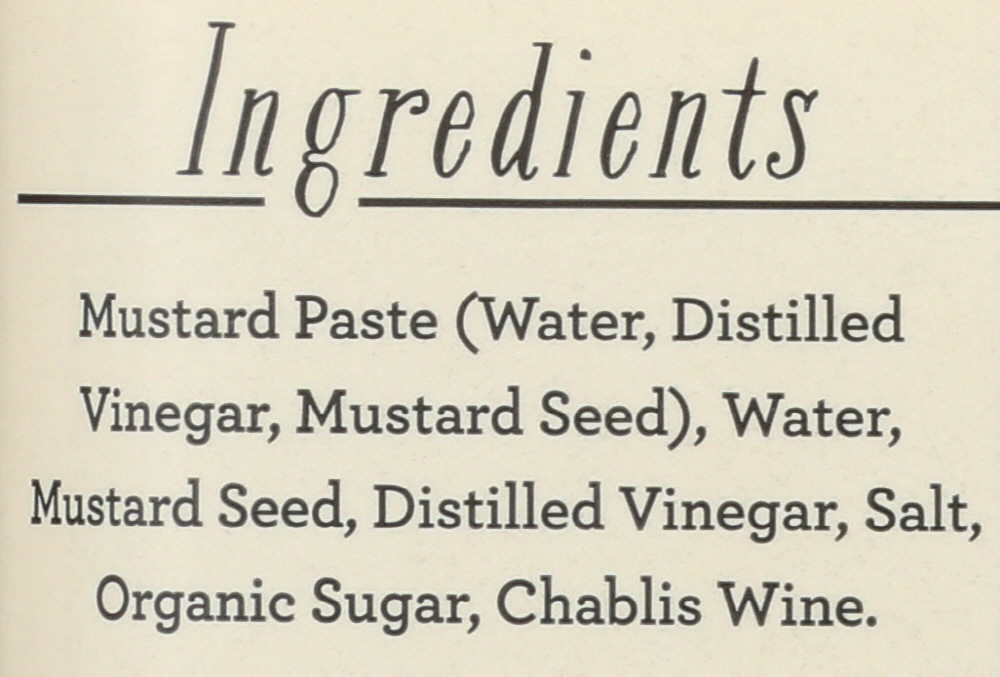 Ingredients
Mustard Paste (Water, Distilled
Vinegar, Mustard Seed), Water,
Mustard Seed, Distilled Vinegar, Salt,
Organic Sugar, Chablis Wine.